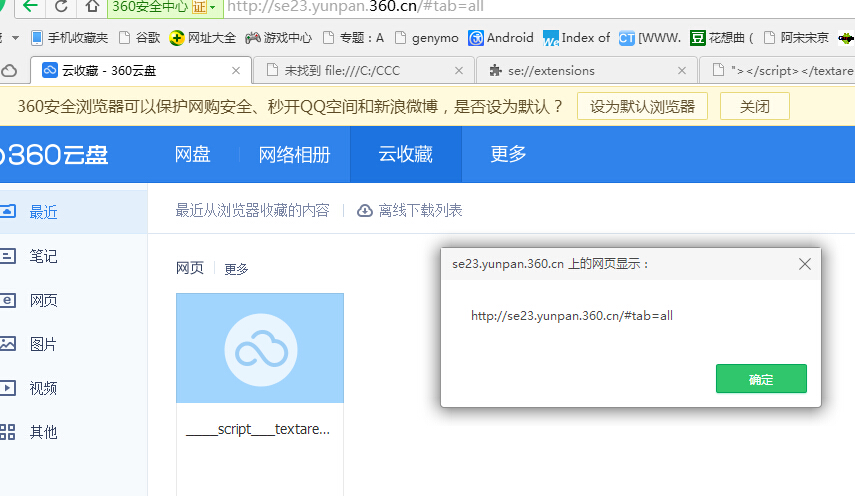 360安全中心 证 http://se23.yunpan.360.cn/#tab=all
手机收藏夹 谷歌 网址大全 游戏中心 专题：A genymo Android Index of [WWW. 花想曲 ( 阿宋宋京
云收藏 - 360云盘 未找到 file:///C:/CCC se://extensions "></script></textare
360安全浏览器可以保护网购安全、秒开QQ空间和新浪微博，是否设为默认？ 设为默认浏览器 关闭
360云盘 网盘 网络相册 云收藏 更多
最近 最近从浏览器收藏的内容 离线下载列表
笔记
网页
图片
视频
其他
网页 更多
_____script____textare...
se23.yunpan.360.cn 上的网页显示：
http://se23.yunpan.360.cn/#tab=all
确定